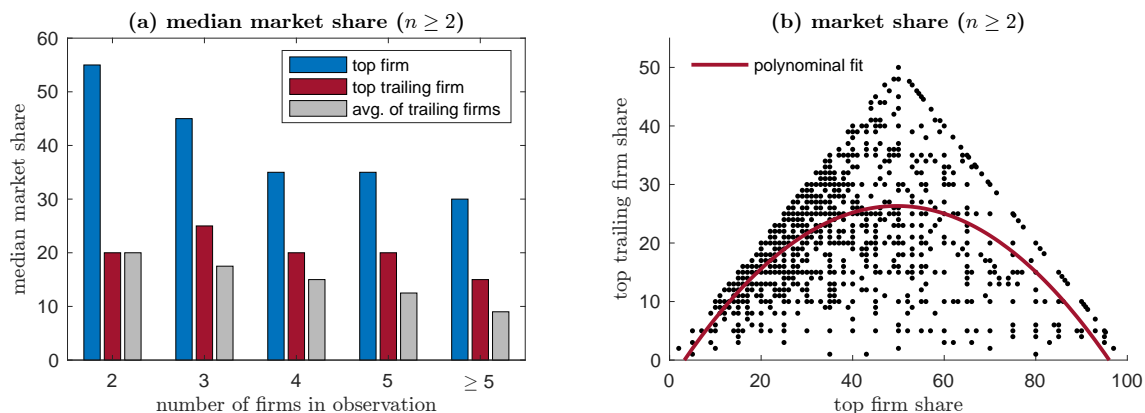 (a) median market share (n ≥ 2)
60
50
40
30
20
10
0
median market share
top firm
top trailing firm
avg. of trailing firms
2 3 4 5 ≥ 5
number of firms in observation
(b) market share (n ≥ 2)
50
40
30
20
10
0
top trailing firm share
polynominal fit
0 20 40 60 80 100
top firm share